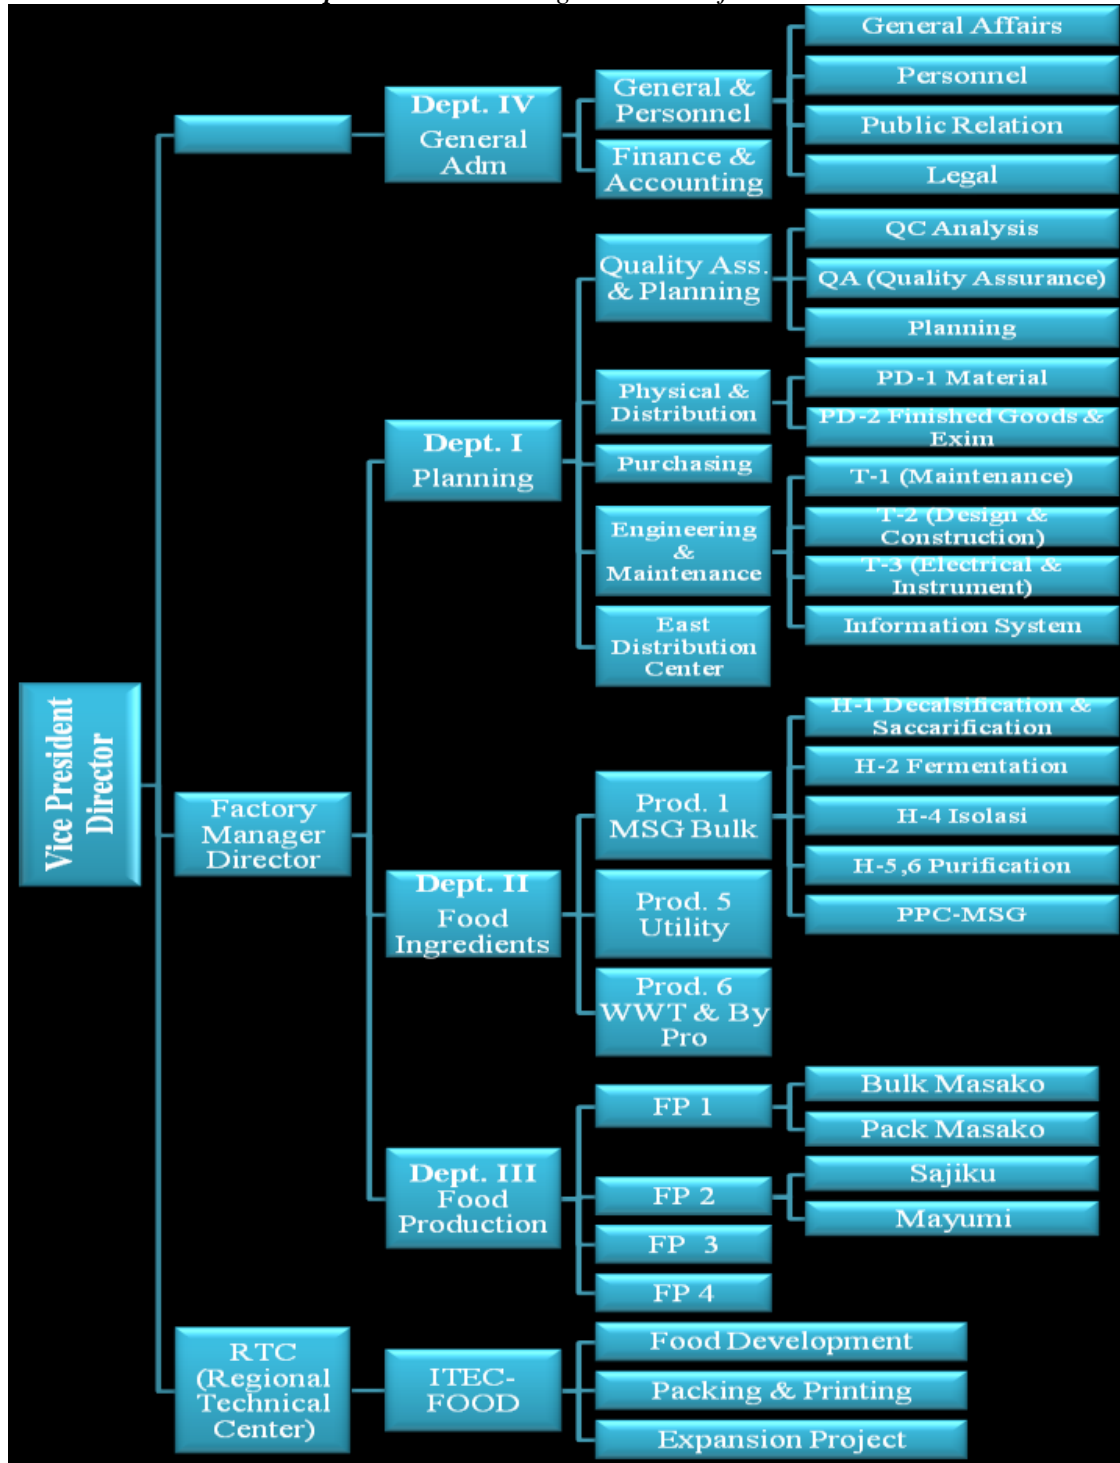 General Affairs
Personnel
Public Relation
Legal
General &
Personnel
Finance &
Accounting
Dept. IV
General
Adm
QC Analysis
QA (Quality Assurance)
Planning
Quality Ass.
& Planning
Physical &
Distribution
PD-1 Material
PD-2 Finished Goods &
Exim
Dept. I
Planning
Purchasing
Engineering
&
Maintenance
T-1 (Maintenance)
T-2 (Design &
Construction)
T-3 (Electrical &
Instrument)
Information System
East
Distribution
Center
Vice President
Director
Factory
Manager
Director
H-1 Decalsification &
Saccarification
H-2 Fermentation
H-4 Isolasi
H-5,6 Purification
PPC-MSG
Prod. 1
MSG Bulk
Dept. II
Food
Ingredients
Prod. 5
Utility
Prod. 6
WWT & By
Pro
FP 1
Bulk Masako
Pack Masako
Dept. III
Food
Production
FP 2
Sajiku
Mayumi
FP 3
FP 4
RTC
(Regional
Technical
Center)
ITEC-
FOOD
Food Development
Packing & Printing
Expansion Project